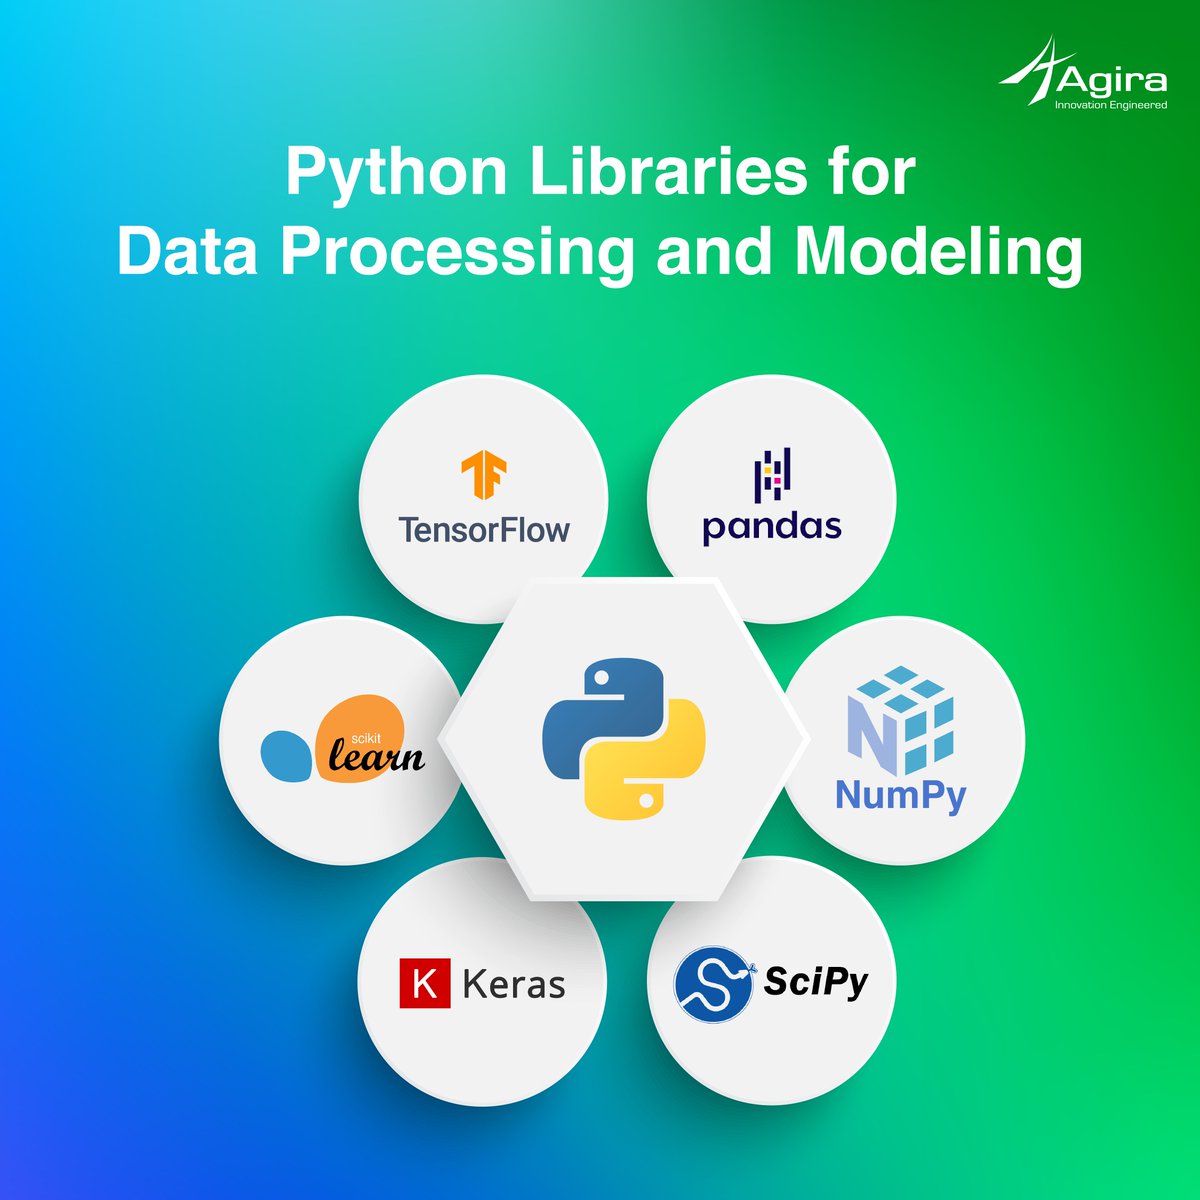 Agira
Innovation Engineered
Python Libraries for
Data Processing and Modeling
TensorFlow
pandas
scikit
learn
NumPy
K Keras
SciPy